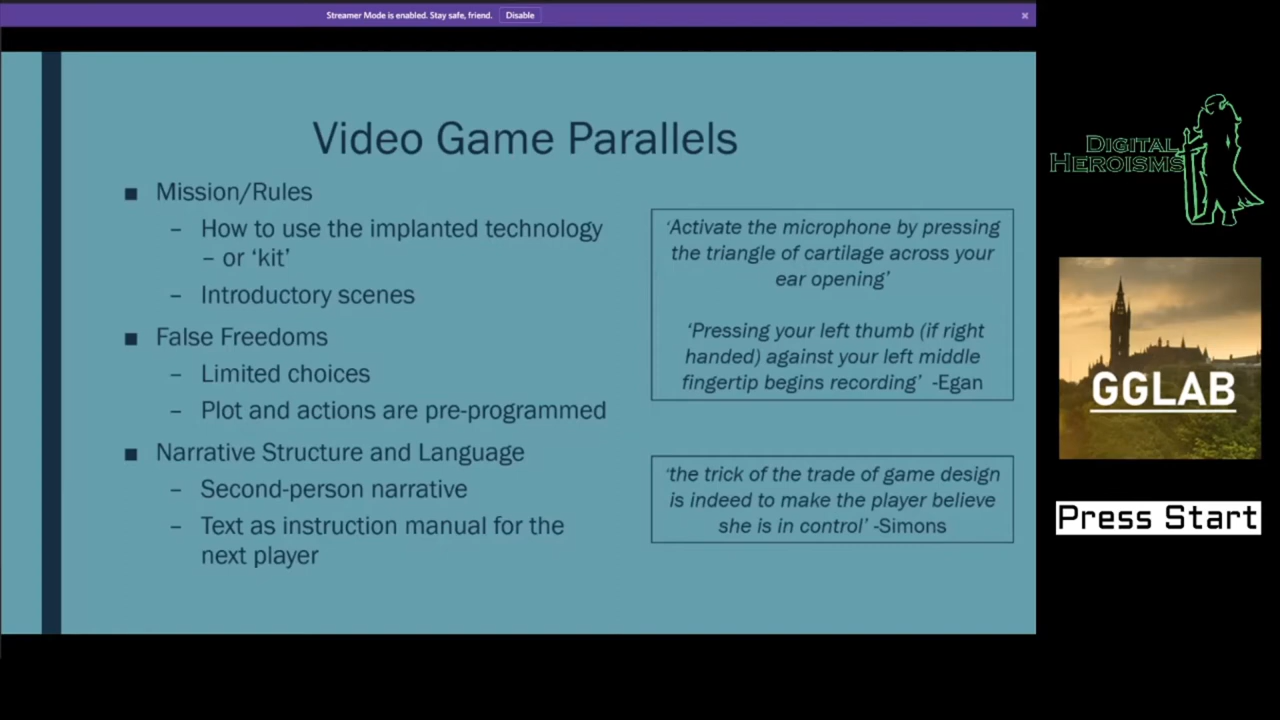 Streamer Mode is enabled. Stay safe, friend. Disable
Video Game Parallels
■ Mission/Rules
– How to use the implanted technology
– or ‘kit’
– Introductory scenes
■ False Freedoms
– Limited choices
– Plot and actions are pre-programmed
■ Narrative Structure and Language
– Second-person narrative
– Text as instruction manual for the
next player
‘Activate the microphone by pressing
the triangle of cartilage across your
ear opening’
‘Pressing your left thumb (if right
handed) against your left middle
fingertip begins recording’ -Egan
‘the trick of the trade of game design
is indeed to make the player believe
she is in control’ -Simons
Digital
Heroisms
GGLAB
Press Start